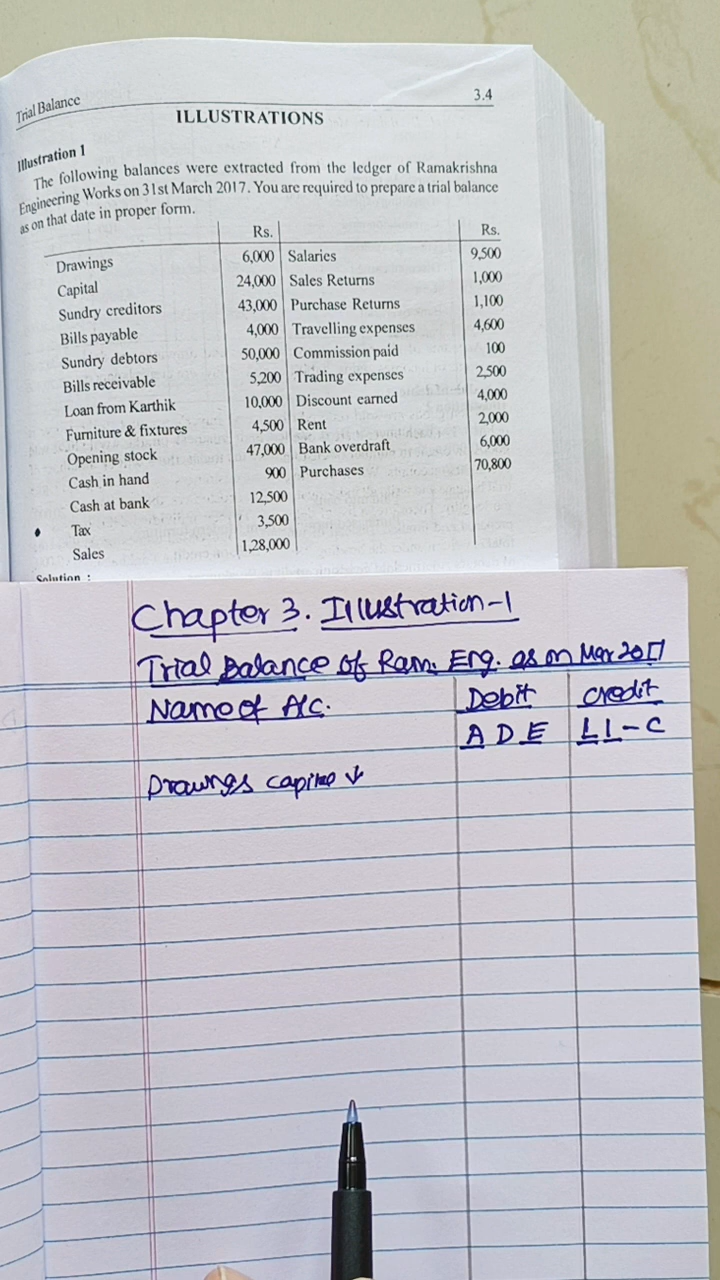 Trial Balance
3.4
ILLUSTRATIONS
Illustration 1
The following balances were extracted from the ledger of Ramakrishna
Engineering Works on 31st March 2017. You are required to prepare a trial balance
as on that date in proper form.
Rs. Rs.
Drawings 6,000 Salaries 9,500
Capital 24,000 Sales Returns 1,000
Sundry creditors 43,000 Purchase Returns 1,100
Bills payable 4,000 Travelling expenses 4,600
Sundry debtors 50,000 Commission paid 100
Bills receivable 5,200 Trading expenses 2,500
Loan from Karthik 10,000 Discount earned 4,000
Furniture & fixtures 4,500 Rent 2,000
Opening stock 47,000 Bank overdraft 6,000
Cash in hand 900 Purchases 70,800
Cash at bank 12,500
Tax 3,500
Sales 1,28,000
Solution :
Chapter 3. Illustration-1
Trial Balance of Ram. Eng. as on Mar 2017
Name of A/c. Debit Credit
A D E L I - C
Drawings capital ↓